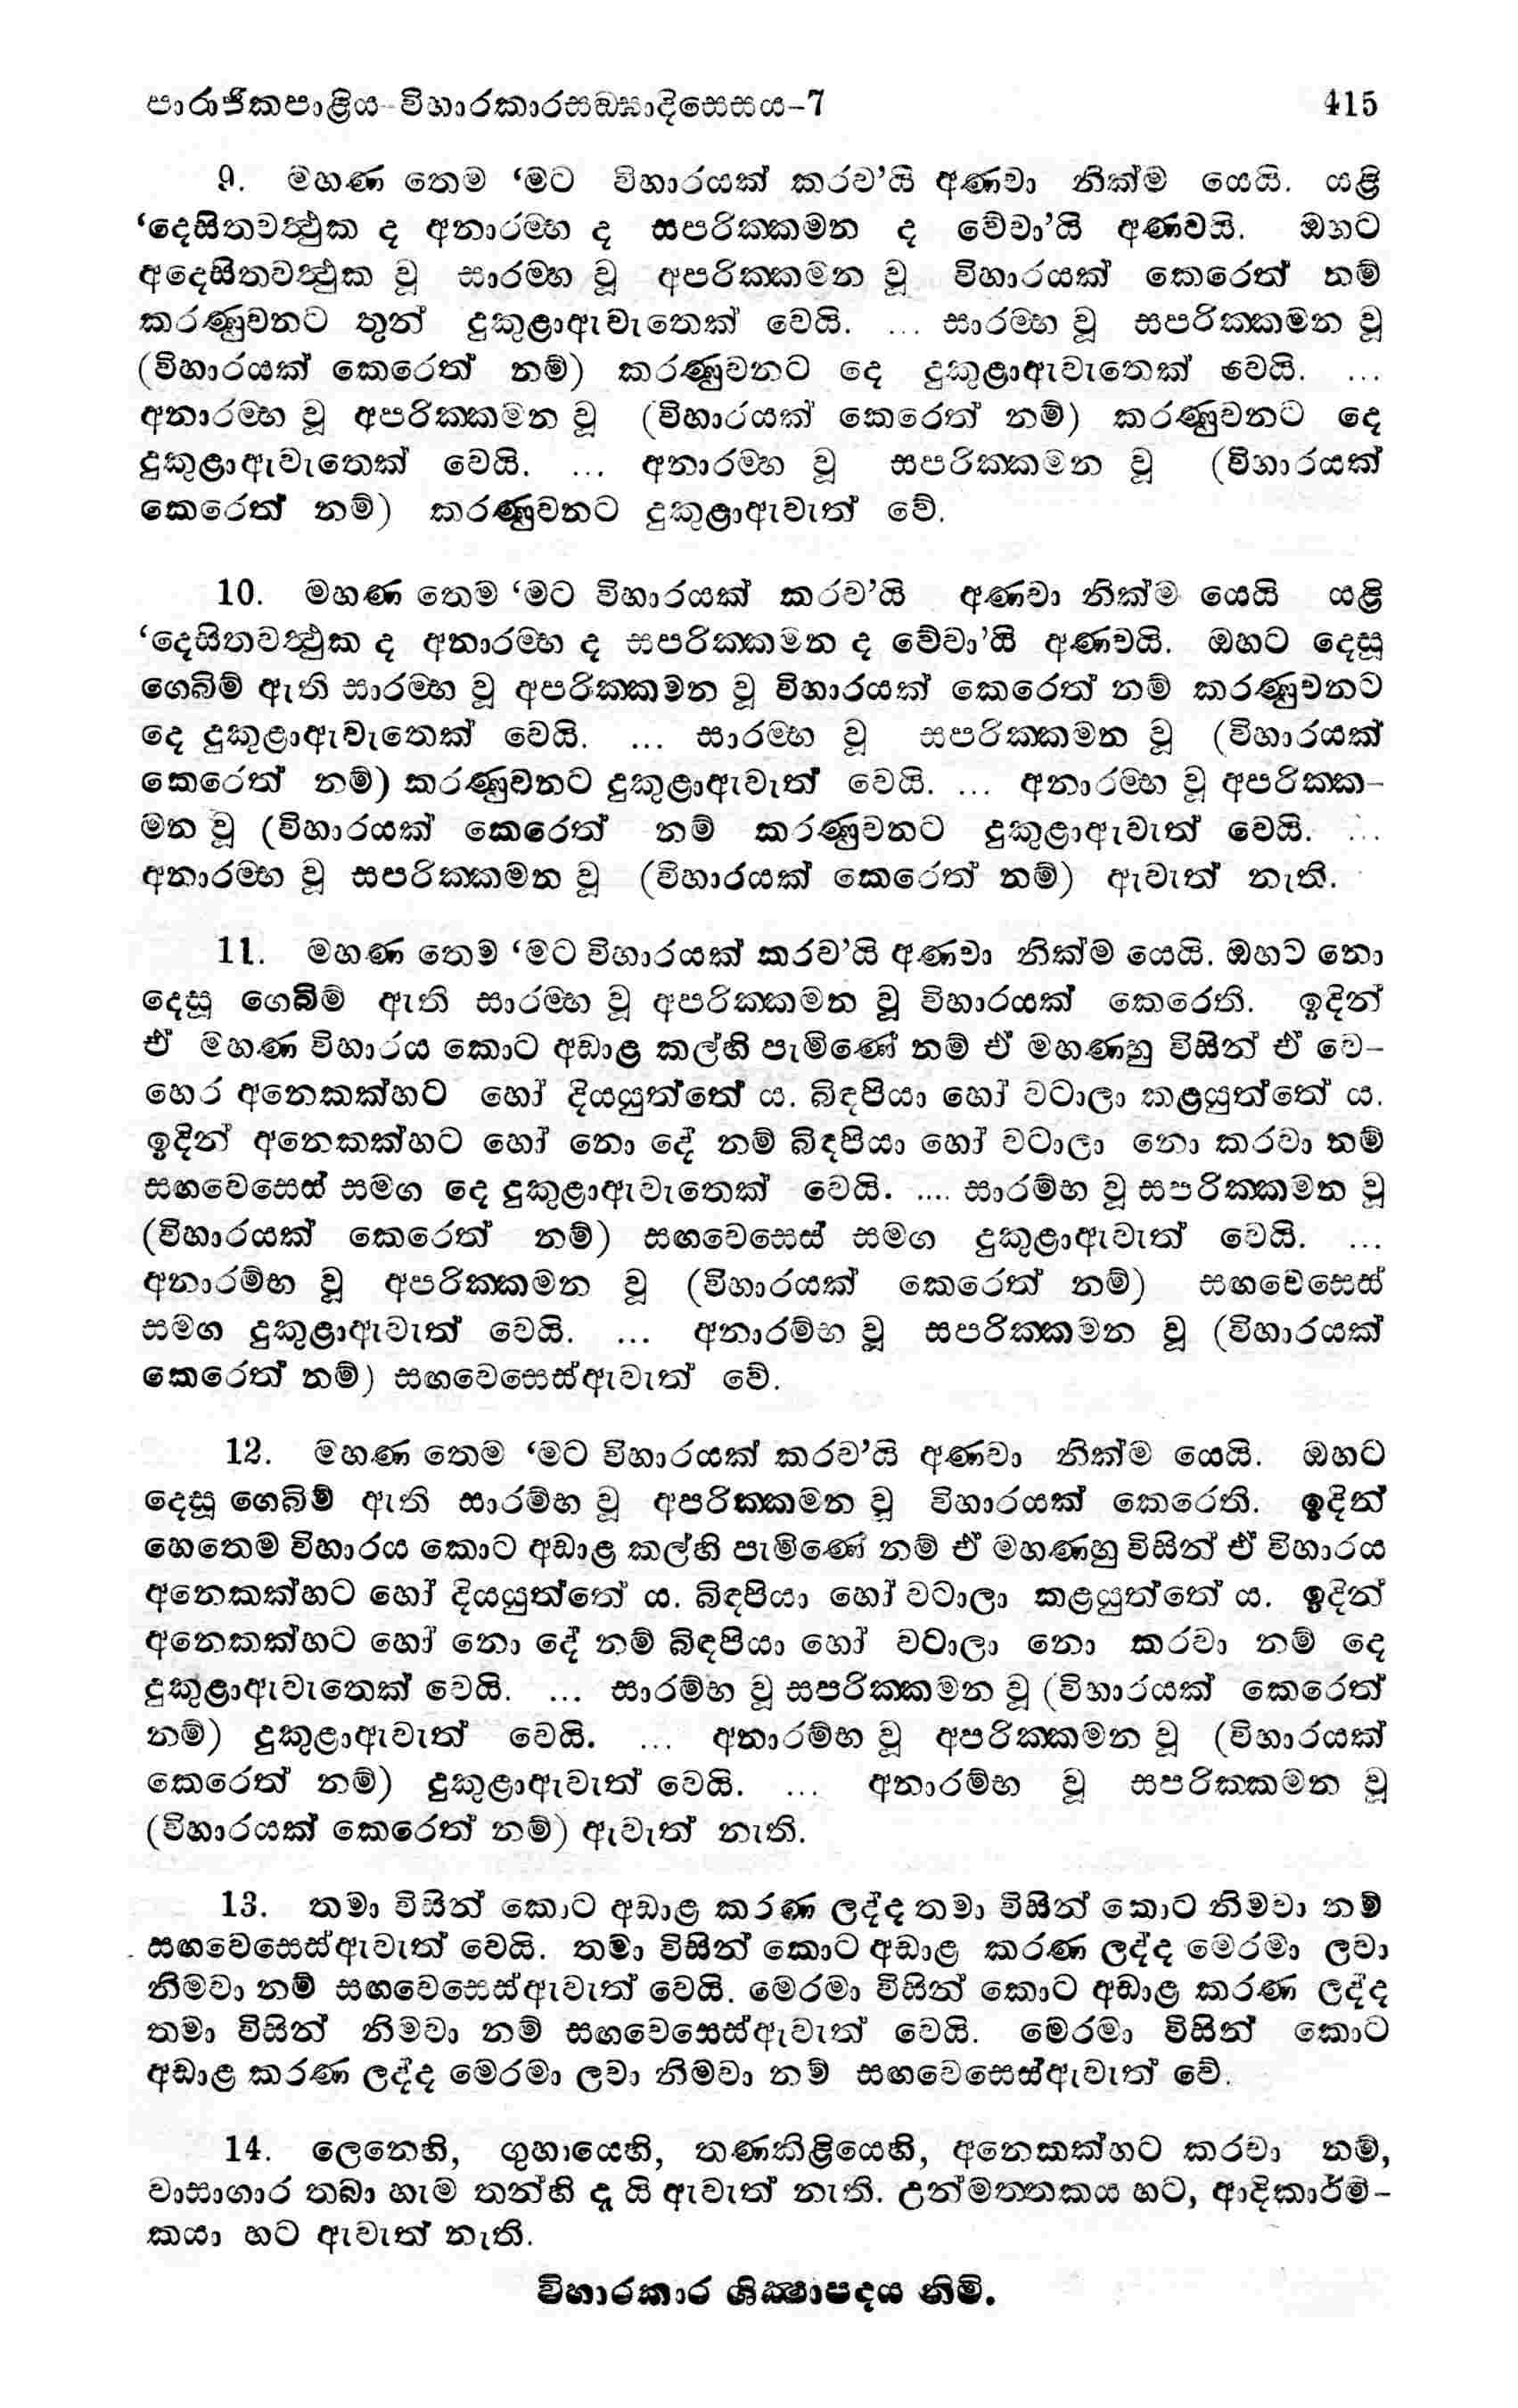 පාරාජිකපාළිය-විහාරකාරසඞ්ඝාදිසෙසය-7 415
9. මහණ තෙම ‘මට විහාරයක් කරව’යි අණවා නික්ම යෙයි. යළි
‘දෙසිතවත්‍ථුක ද අනාරම්භ ද සපරික්කමන ද වේවා’යි අණවයි. ඔහට
අදෙසිතවත්‍ථුක වූ සාරම්භ වූ අපරික්කමන වූ විහාරයක් කෙරෙත් නම්
කරණුවනට තුන් දුකුළාඇවැතෙක් වෙයි. ... සාරම්භ වූ සපරික්කමන වූ
(විහාරයක් කෙරෙත් නම්) කරණුවනට දෙ දුකුළාඇවැතෙක් වෙයි. ...
අනාරම්භ වූ අපරික්කමන වූ (විහාරයක් කෙරෙත් නම්) කරණුවනට දෙ
දුකුළාඇවැතෙක් වෙයි. ... අනාරම්භ වූ සපරික්කමන වූ (විහාරයක්
කෙරෙත් නම්) කරණුවනට දුකුළාඇවැත් වේ.
10. මහණ තෙම ‘මට විහාරයක් කරව’යි අණවා නික්ම යෙයි යළි
‘දෙසිතවත්‍ථුක ද අනාරම්භ ද සපරික්කමන ද වේවා’යි අණවයි. ඔහට දෙසූ
ගෙබිම් ඇති සාරම්භ වූ අපරික්කමන වූ විහාරයක් කෙරෙත් නම් කරණුවනට
දෙ දුකුළාඇවැතෙක් වෙයි. ... සාරම්භ වූ සපරික්කමන වූ (විහාරයක්
කෙරෙත් නම්) කරණුවනට දුකුළාඇවැත් වෙයි. ... අනාරම්භ වූ අපරික්ක-
මන වූ (විහාරයක් කෙරෙත් නම් කරණුවනට දුකුළාඇවැත් වෙයි. ...
අනාරම්භ වූ සපරික්කමන වූ (විහාරයක් කෙරෙත් නම්) ඇවැත් නැති.
11. මහණ තෙම ‘මට විහාරයක් කරව’යි අණවා නික්ම යෙයි. ඔහට නො
දෙසූ ගෙබිම් ඇති සාරම්භ වූ අපරික්කමන වූ විහාරයක් කෙරෙති. ඉදින්
ඒ මහණ විහාරය කොට අඩාළ කල්හි පැමිණේ නම් ඒ මහණහු විසින් ඒ වෙ-
හෙර අනෙකක්හට හෝ දියයුත්තේ ය. බිඳපියා හෝ වටාලා කළයුත්තේ ය.
ඉදින් අනෙකක්හට හෝ නො දේ නම් බිඳපියා හෝ වටාලා නො කරවා නම්
සඟවෙසෙස් සමග දෙ දුකුළාඇවැතෙක් වෙයි. .... සාරම්භ වූ සපරික්කමන වූ
(විහාරයක් කෙරෙත් නම්) සඟවෙසෙස් සමග දුකුළාඇවැත් වෙයි. ...
අනාරම්භ වූ අපරික්කමන වූ (විහාරයක් කෙරෙත් නම්) සඟවෙසෙස්
සමග දුකුළාඇවැත් වෙයි. ... අනාරම්භ වූ සපරික්කමන වූ (විහාරයක්
කෙරෙත් නම්) සඟවෙසෙස්ඇවැත් වේ.
12. මහණ තෙම ‘මට විහාරයක් කරව’යි අණවා නික්ම යෙයි. ඔහට
දෙසූ ගෙබිම් ඇති සාරම්භ වූ අපරික්කමන වූ විහාරයක් කෙරෙති. ඉදින්
හෙතෙම විහාරය කොට අඩාළ කල්හි පැමිණේ නම් ඒ මහණහු විසින් ඒ විහාරය
අනෙකක්හට හෝ දියයුත්තේ ය. බිඳපියා හෝ වටාලා කළයුත්තේ ය. ඉදින්
අනෙකක්හට හෝ නො දේ නම් බිඳපියා හෝ වටාලා නො කරවා නම් දෙ
දුකුළාඇවැතෙක් වෙයි. ... සාරම්භ වූ සපරික්කමන වූ (විහාරයක් කෙරෙත්
නම්) දුකුළාඇවැත් වෙයි. ... අනාරම්භ වූ අපරික්කමන වූ (විහාරයක්
කෙරෙත් නම්) දුකුළාඇවැත් වෙයි. ... අනාරම්භ වූ සපරික්කමන වූ
(විහාරයක් කෙරෙත් නම්) ඇවැත් නැති.
13. තමා විසින් කොට අඩාළ කරණ ලද්ද තමා විසින් කොට නිමවා නම්
සඟවෙසෙස්ඇවැත් වෙයි. තමා විසින් කොට අඩාළ කරණ ලද්ද මෙරමා ලවා
නිමවා නම් සඟවෙසෙස්ඇවැත් වෙයි. මෙරමා විසින් කොට අඩාළ කරණ ලද්ද
තමා විසින් නිමවා නම් සඟවෙසෙස්ඇවැත් වෙයි. මෙරමා විසින් කොට
අඩාළ කරණ ලද්ද මෙරමා ලවා නිමවා නම් සඟවෙසෙස්ඇවැත් වේ.
14. ලෙනෙහි, ගුහායෙහි, තණකිළියෙහි, අනෙකක්හට කරවා නම්,
වාසාගාර තබා හැම තන්හි දැ යි ඇවැත් නැති. උන්මත්තකය හට, ආදිකාර්මි-
කයා හට ඇවැත් නැති.
විහාරකාර ශික්‍ෂාපදය නිමි.